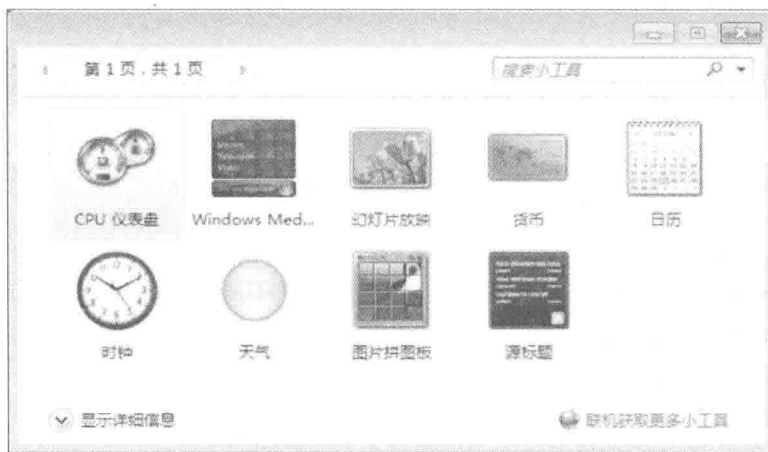 第 1 页，共 1 页
搜索小工具
CPU 仪表盘
Windows Med...
幻灯片放映
货币
日历
时钟
天气
图片拼图板
源标题
显示详细信息
联机获取更多小工具